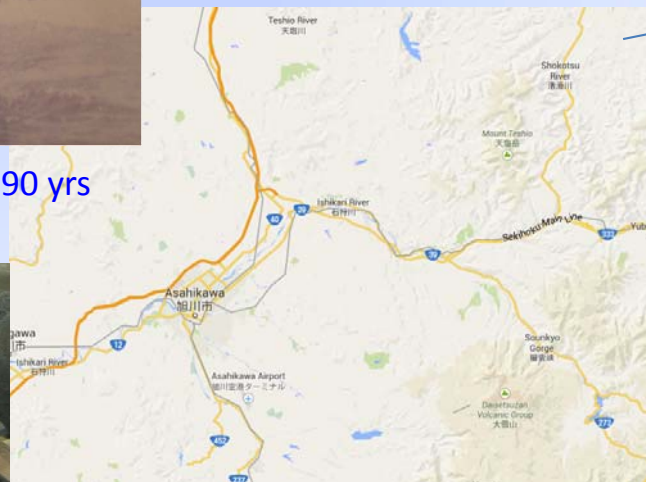 Teshio River
天塩川
Shokotsu
River
渚滑川
Mount Teshio
天塩岳
90 yrs
Ishikari River
石狩川
39
40
Sekihoku Main Line
333
Yub
39
Asahikawa
旭川市
gawa
市
12
Ishikari River
石狩川
Sounkyo
Gorge
層雲峡
Asahikawa Airport
旭川空港ターミナル
Daisetsuzan
Volcanic Group
大雪山
273
452
237